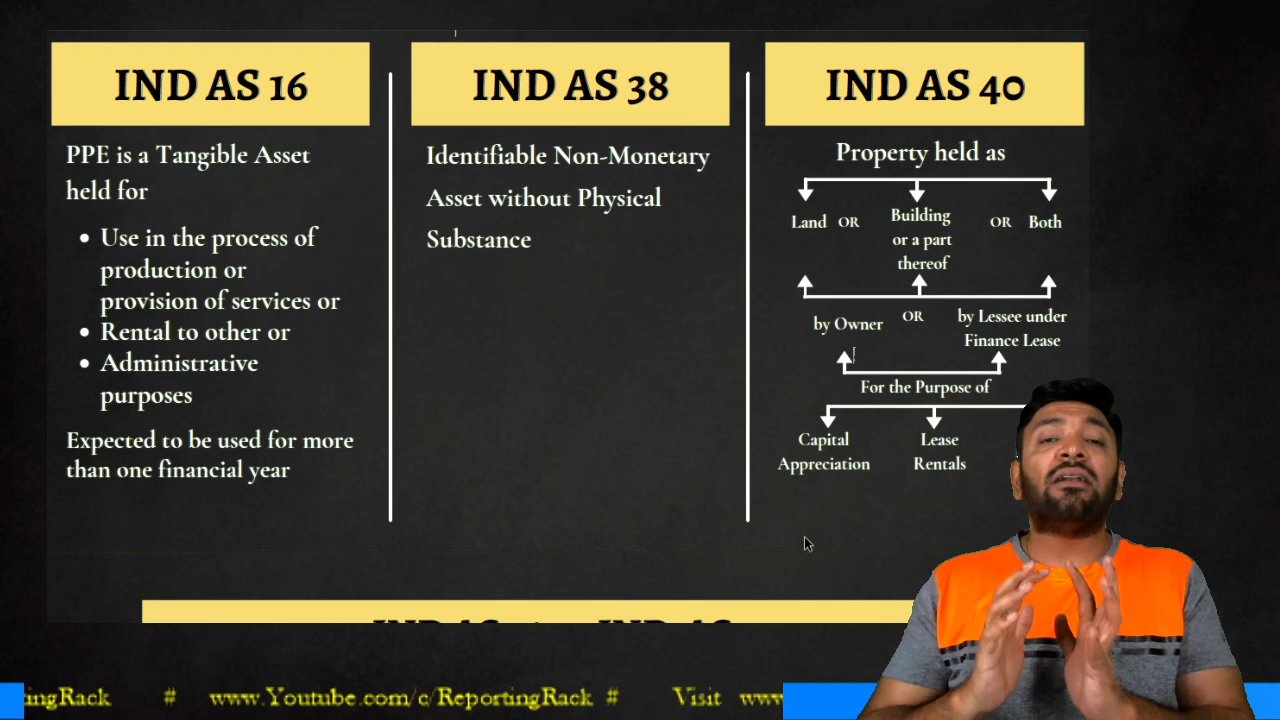 IND AS 16
PPE is a Tangible Asset
held for
Use in the process of
production or
provision of services or
Rental to other or
Administrative
purposes
Expected to be used for more
than one financial year
IND AS 38
Identifiable Non-Monetary
Asset without Physical
Substance
IND AS 40
Property held as
Land OR Building OR Both
or a part
thereof
by Owner OR by Lessee under
Finance Lease
For the Purpose of
Capital Lease
Appreciation Rentals
ingRack # www.Youtube.com/c/ReportingRack # Visit www